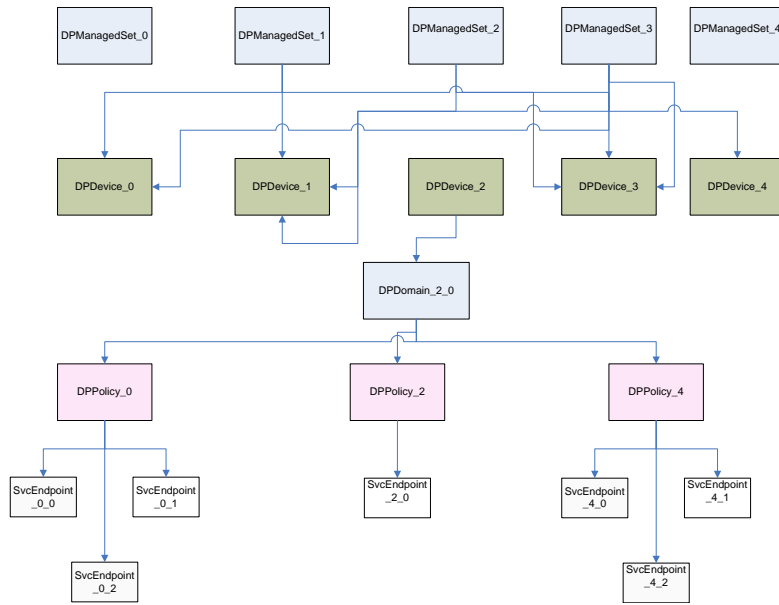 DPManagedSet_0
DPManagedSet_1
DPManagedSet_2
DPManagedSet_3
DPManagedSet_4
DPDevice_0
DPDevice_1
DPDevice_2
DPDevice_3
DPDevice_4
DPDomain_2_0
DPPolicy_0
DPPolicy_2
DPPolicy_4
SvcEndpoint
_0_0
SvcEndpoint
_0_1
SvcEndpoint
_2_0
SvcEndpoint
_4_0
SvcEndpoint
_4_1
SvcEndpoint
_0_2
SvcEndpoint
_4_2